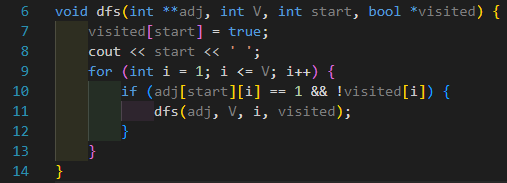 6 void dfs(int **adj, int V, int start, bool *visited) {
7     visited[start] = true;
8     cout << start << ' ';
9     for (int i = 1; i <= V; i++) {
10         if (adj[start][i] == 1 && !visited[i]) {
11             dfs(adj, V, i, visited);
12         }
13     }
14 }